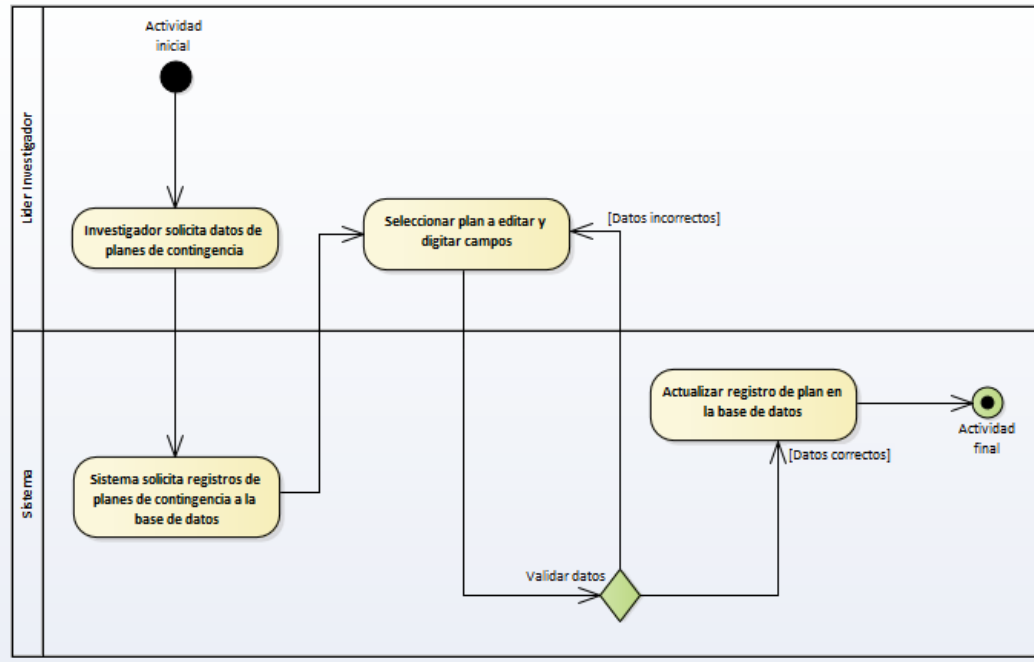 Lider Investigador
Actividad
inicial
Investigador solicita datos de
planes de contingencia
Seleccionar plan a editar y
digitar campos
[Datos incorrectos]
Sistema
Sistema solicita registros de
planes de contingencia a la
base de datos
Validar datos
Actualizar registro de plan en
la base de datos
[Datos correctos]
Actividad
final